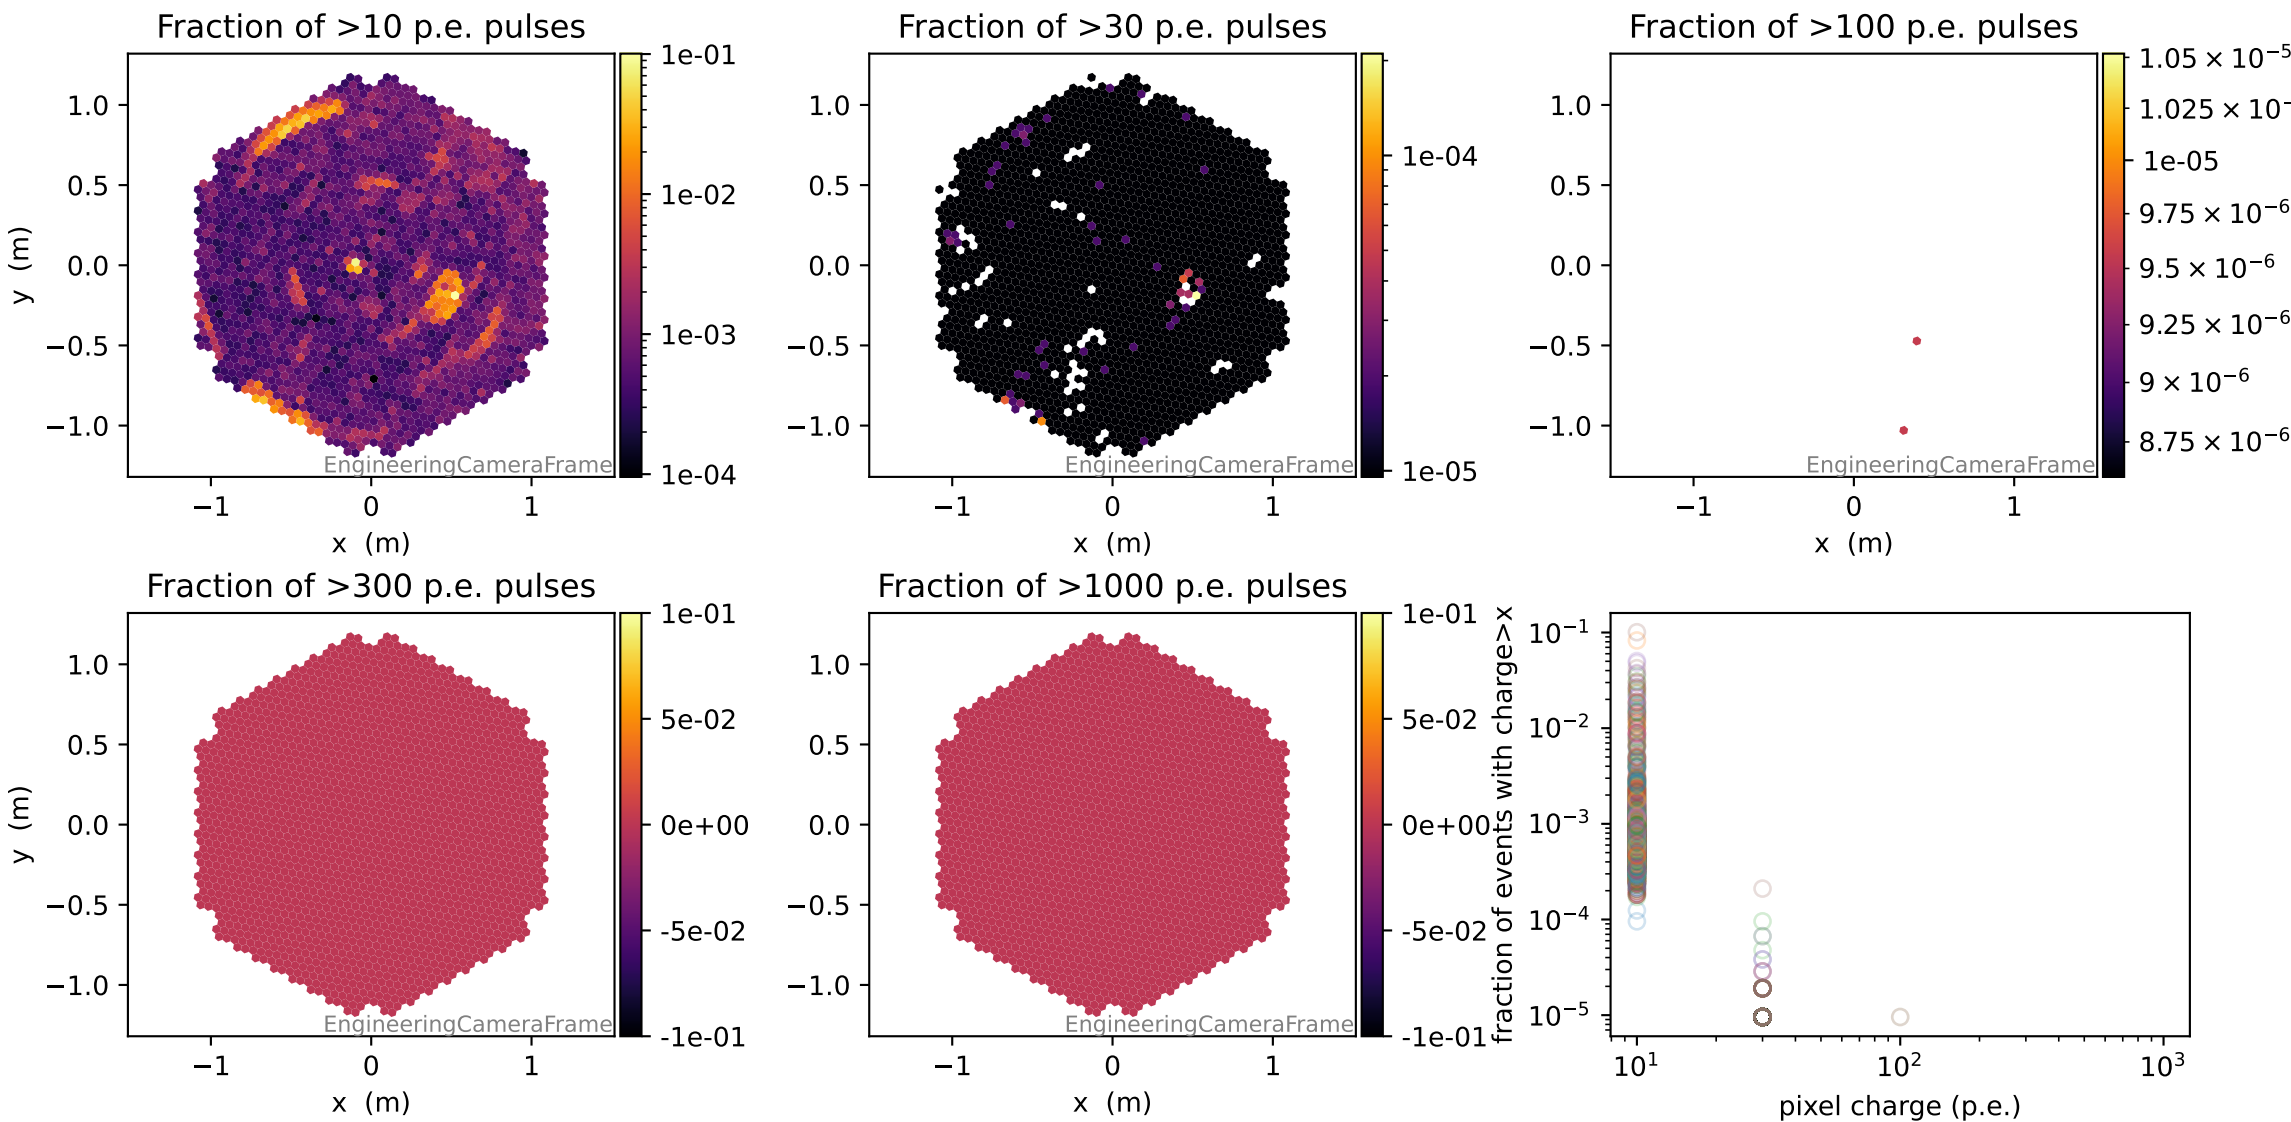 Fraction of >10 p.e. pulses
1.0
0.5
0.0
−0.5
−1.0
y (m)
−1
0
1
x (m)
EngineeringCameraFrame
1e-01
1e-02
1e-03
1e-04
Fraction of >30 p.e. pulses
1.0
0.5
0.0
−0.5
−1.0
−1
0
1
x (m)
EngineeringCameraFrame
1e-04
1e-05
Fraction of >100 p.e. pulses
1.0
0.5
0.0
−0.5
−1.0
−1
0
1
x (m)
EngineeringCameraFrame
1.05 × 10⁻⁵
1.025 × 10⁻
1e-05
9.75 × 10⁻⁶
9.5 × 10⁻⁶
9.25 × 10⁻⁶
9 × 10⁻⁶
8.75 × 10⁻⁶
Fraction of >300 p.e. pulses
1.0
0.5
0.0
−0.5
−1.0
y (m)
−1
0
1
x (m)
EngineeringCameraFrame
1e-01
5e-02
0e+00
-5e-02
-1e-01
Fraction of >1000 p.e. pulses
1.0
0.5
0.0
−0.5
−1.0
−1
0
1
x (m)
EngineeringCameraFrame
1e-01
5e-02
0e+00
-5e-02
-1e-01
fraction of events with charge>x
10⁻¹
10⁻²
10⁻³
10⁻⁴
10⁻⁵
10¹
10²
10³
pixel charge (p.e.)